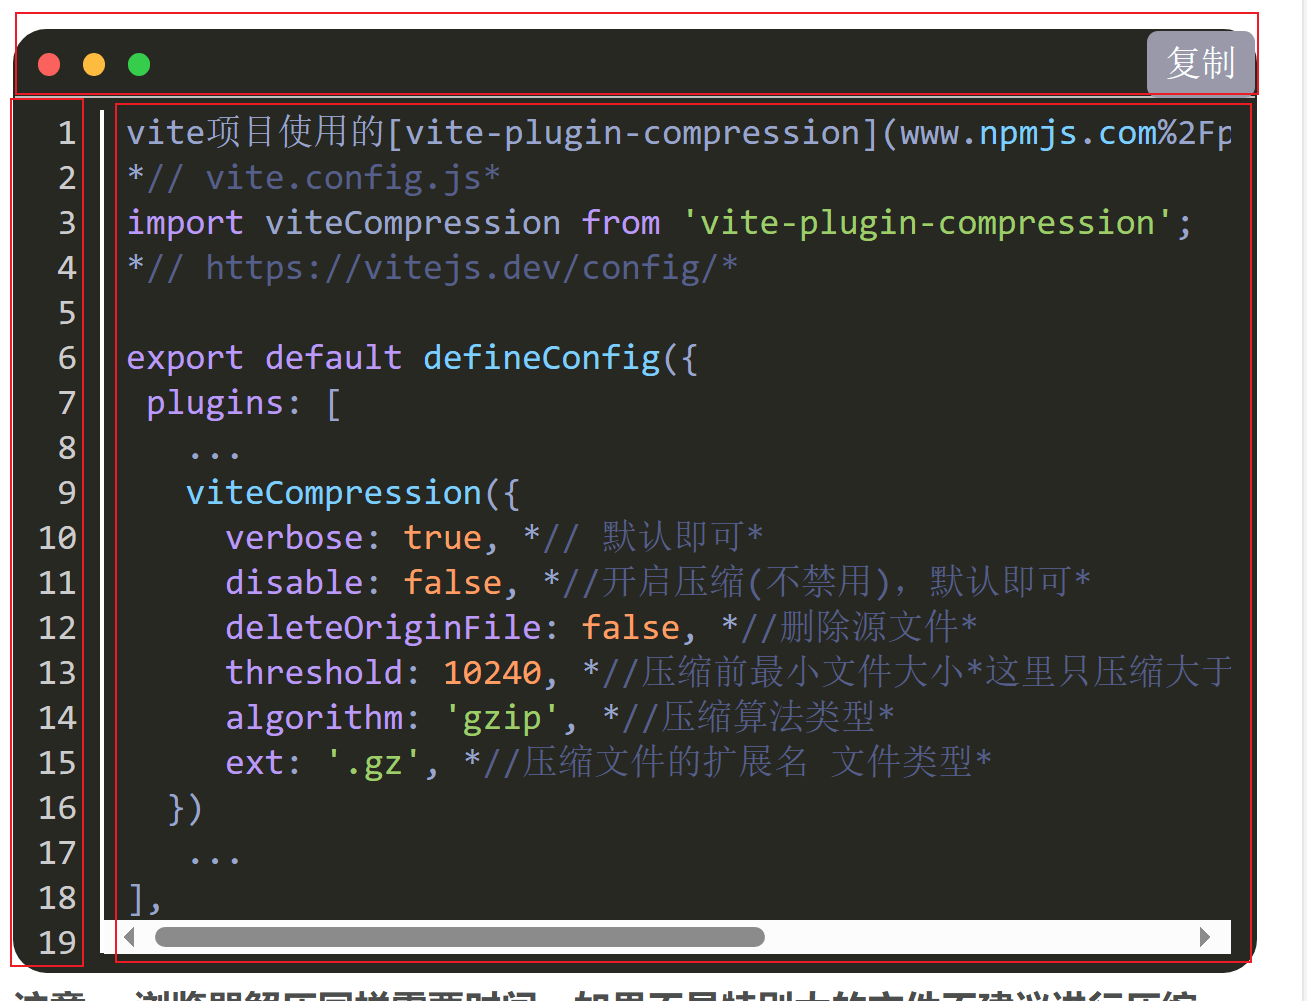 复制
1 vite项目使用的[vite-plugin-compression](www.npmjs.com%2Fp
2 *// vite.config.js*
3 import viteCompression from 'vite-plugin-compression';
4 *// https://vitejs.dev/config/*
5
6 export default defineConfig({
7  plugins: [
8    ...
9    viteCompression({
10      verbose: true, *// 默认即可*
11      disable: false, *//开启压缩(不禁用)，默认即可*
12      deleteOriginFile: false, *//删除源文件*
13      threshold: 10240, *//压缩前最小文件大小*这里只压缩大于
14      algorithm: 'gzip', *//压缩算法类型*
15      ext: '.gz', *//压缩文件的扩展名 文件类型*
16   })
17    ...
18 ],
19